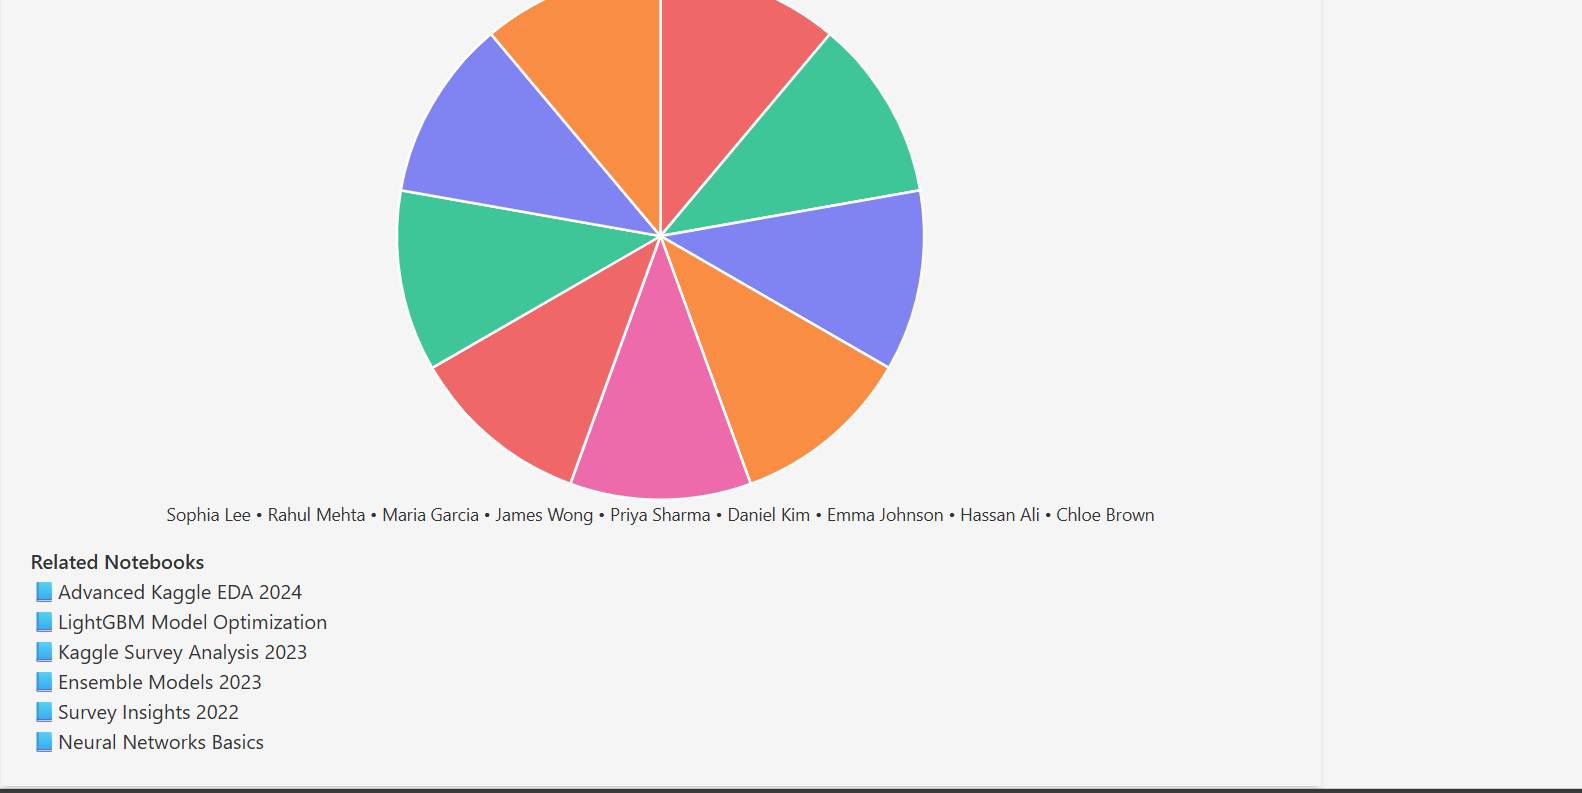 Sophia Lee • Rahul Mehta • Maria Garcia • James Wong • Priya Sharma • Daniel Kim • Emma Johnson • Hassan Ali • Chloe Brown
Related Notebooks
📘 Advanced Kaggle EDA 2024
📘 LightGBM Model Optimization
📘 Kaggle Survey Analysis 2023
📘 Ensemble Models 2023
📘 Survey Insights 2022
📘 Neural Networks Basics